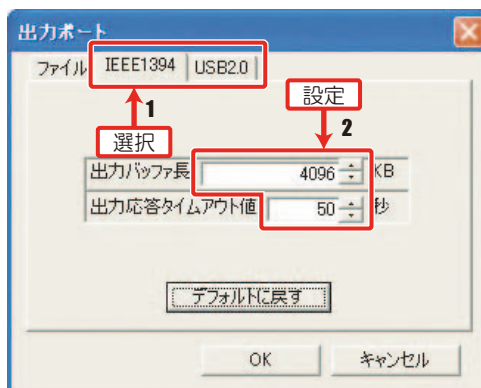 出力ポート
ファイル IEEE1394 USB2.0
1
選択
設定
2
出力バッファ長 4096 KB
出力応答タイムアウト値 50 秒
デフォルトに戻す
OK キャンセル